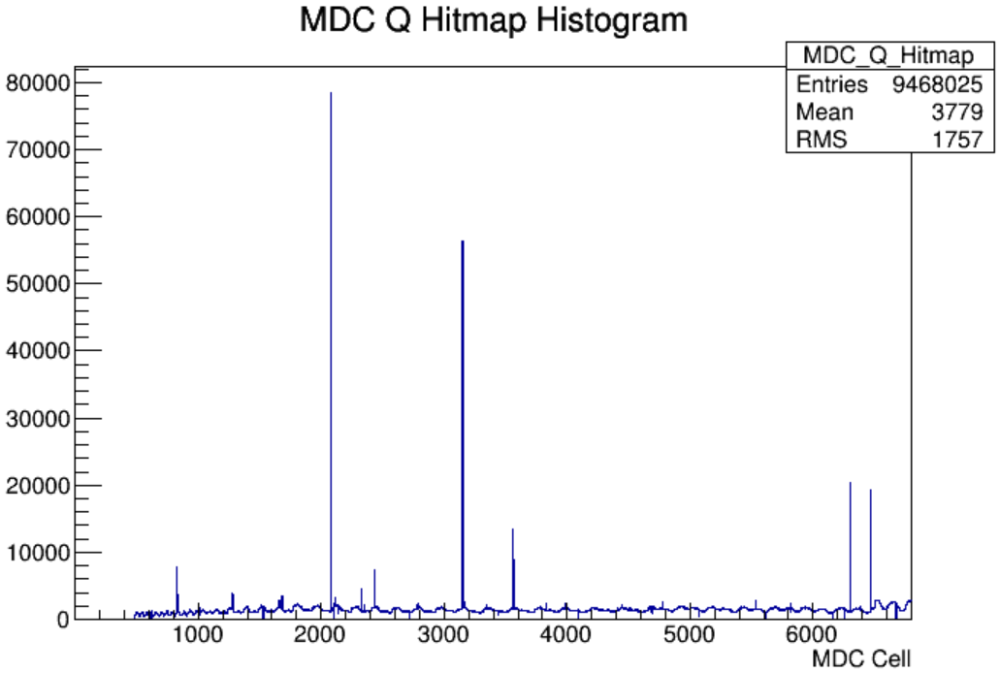 MDC Q Hitmap Histogram
MDC_Q_Hitmap
Entries 9468025
Mean 3779
RMS 1757
80000
70000
60000
50000
40000
30000
20000
10000
0
1000 2000 3000 4000 5000 6000
MDC Cell